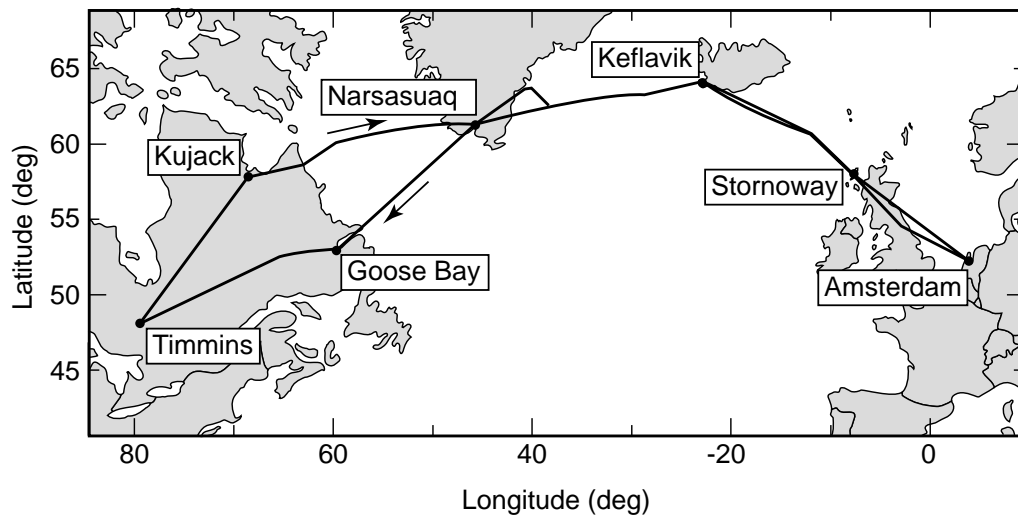 Keflavik
Narsasuaq
Kujack
Stornoway
Goose Bay
Amsterdam
Timmins
65
60
55
50
45
Latitude (deg)
80 60 40 -20 0
Longitude (deg)